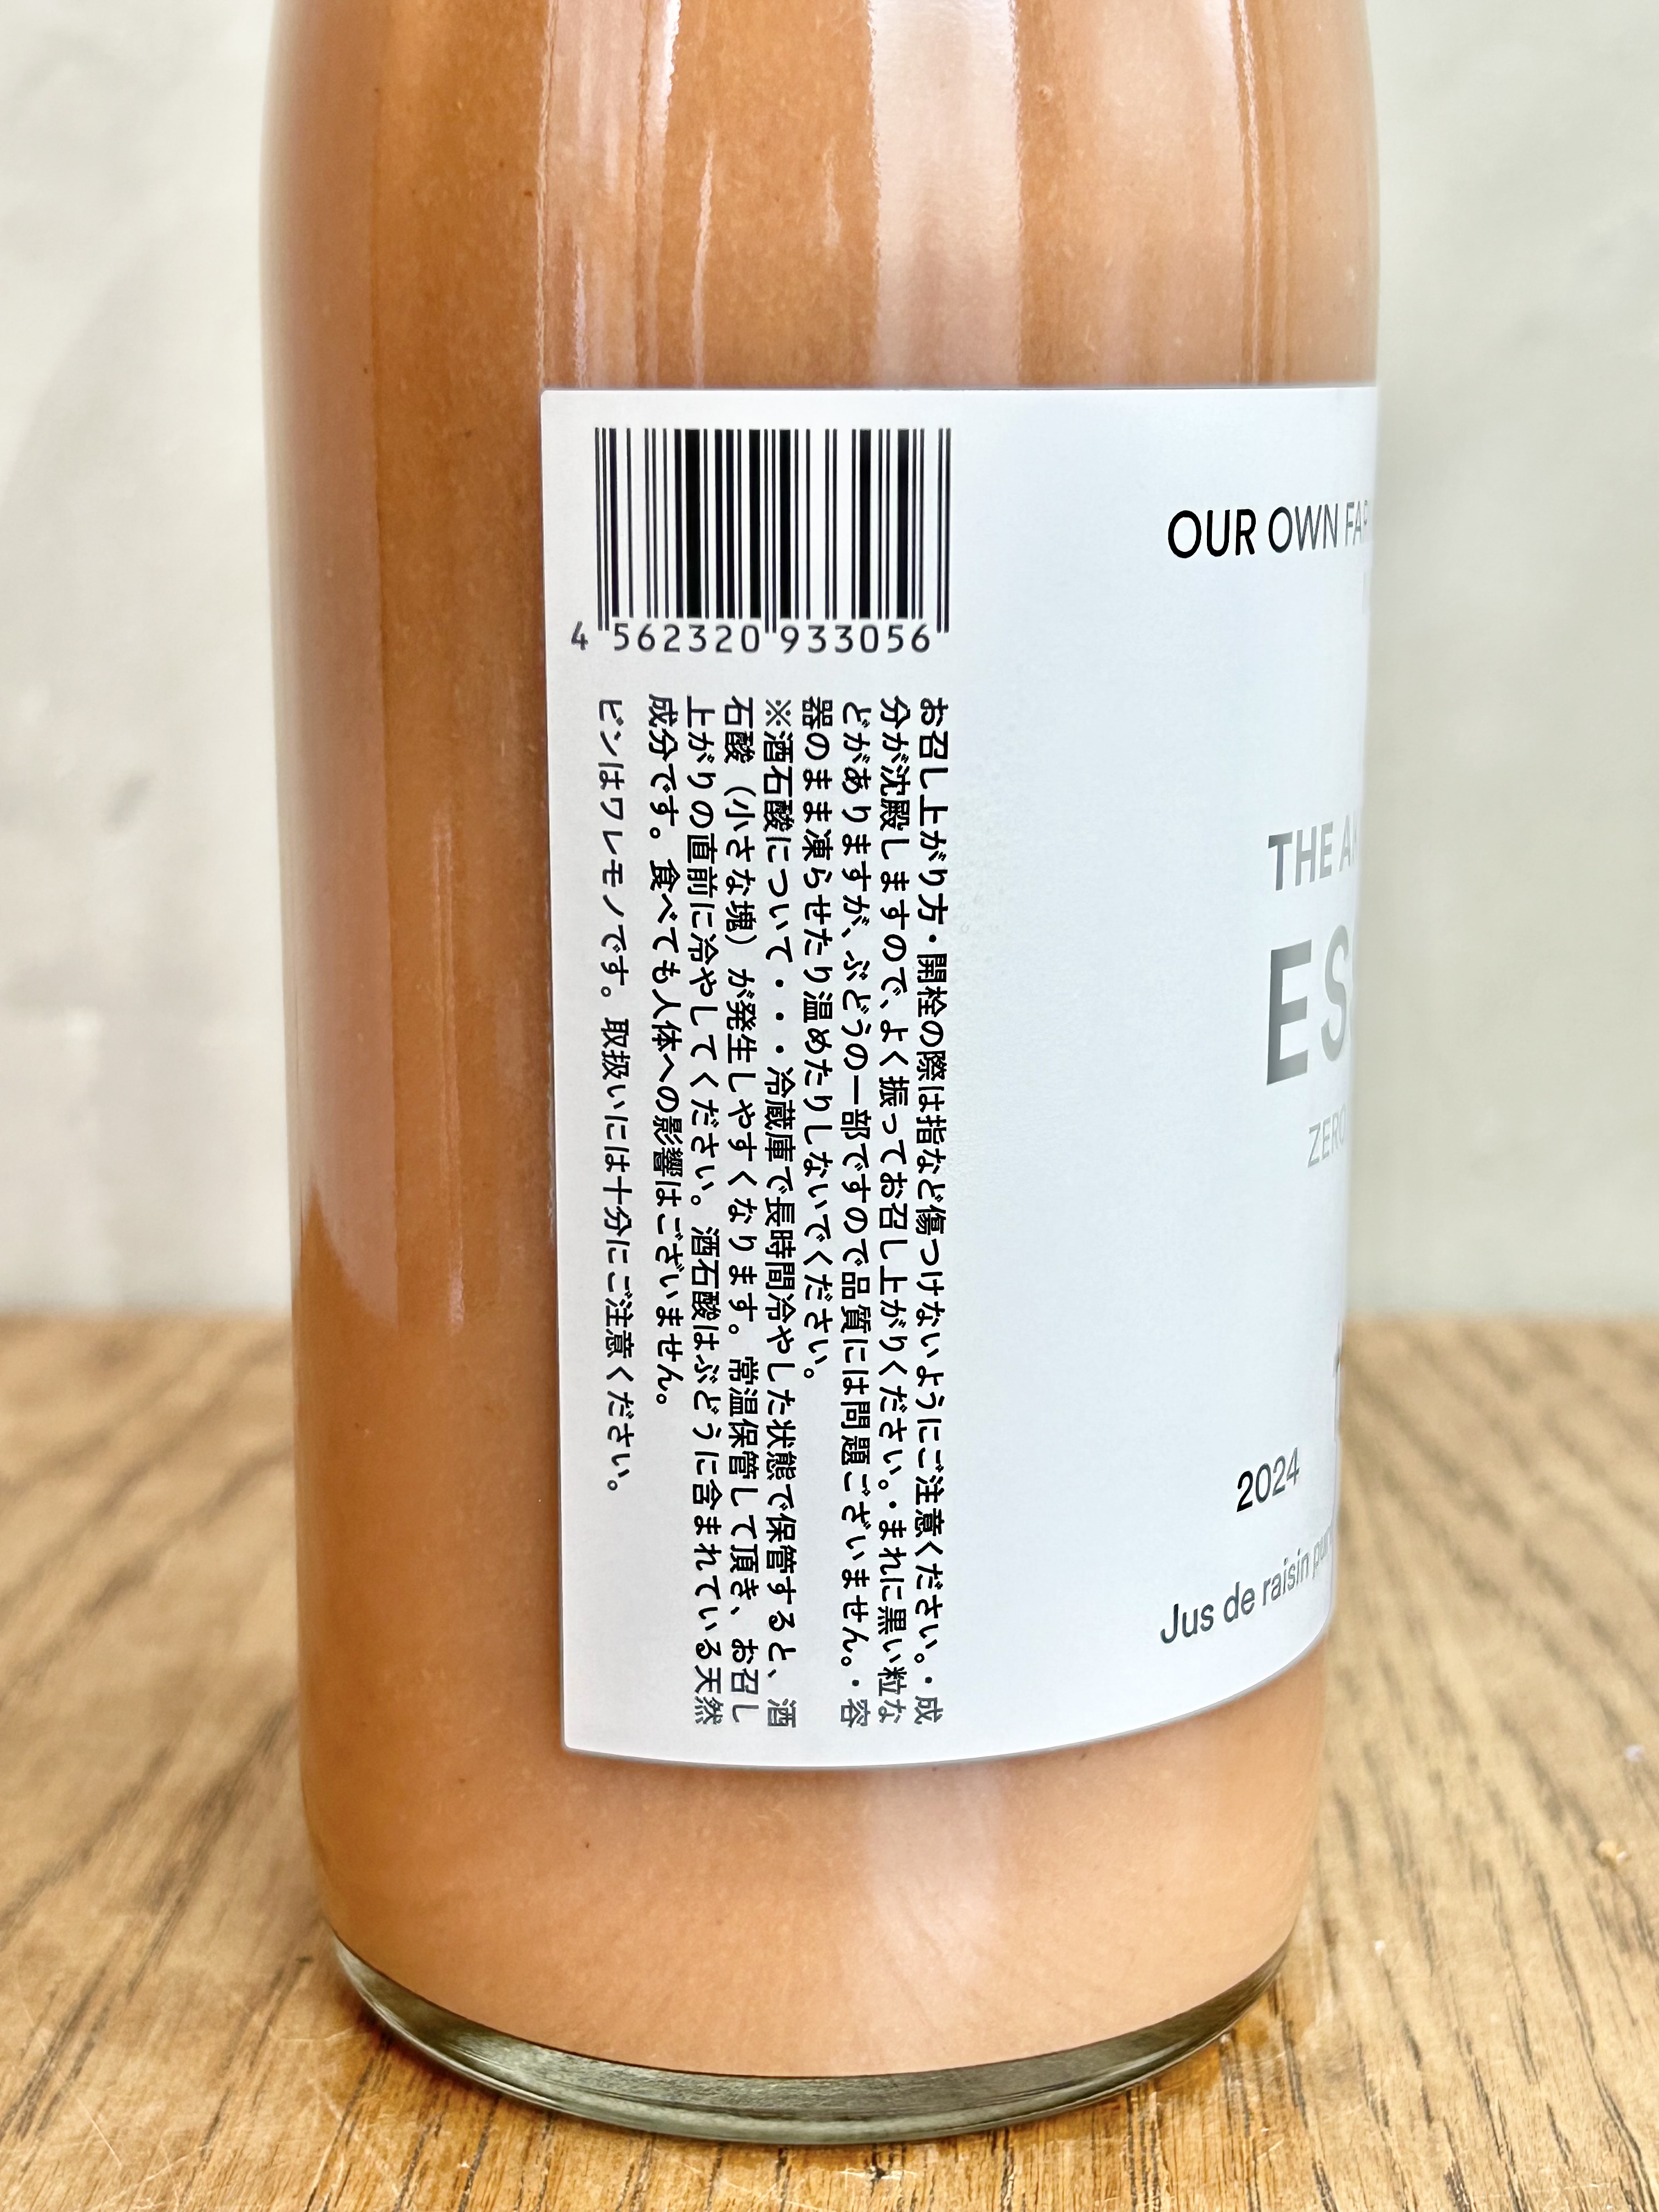 4 562320 933056
お召し上がり方・開栓の際は指など傷つけないようにご注意ください。・成
分が沈殿しますので、よく振ってお召し上がりください。・まれに黒い粒な
どがありますが、ぶどうの一部ですので品質には問題ございません。・容
器のまま凍らせたり温めたりしないでください。
※酒石酸について・・・冷蔵庫で長時間冷やした状態で保管すると、酒
石酸（小さな塊）が発生しやすくなります。常温保管して頂き、お召し
上がりの直前に冷やしてください。酒石酸はぶどうに含まれている天然
成分です。食べても人体への影響はございません。
ビンはワレモノです。取扱いには十分にご注意ください。
OUR OWN
THE
ZERO
2024
Jus de raisin